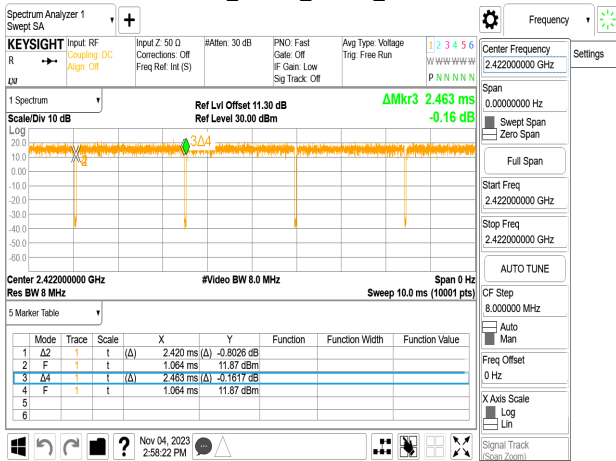 Spectrum Analyzer 1
Swept SA
Frequency
Settings
KEYSIGHT
R
Input: RF
Coupling: DC
Align: Off
Input Z: 50 Ω
Corrections: Off
Freq Ref: Int (S)
#Atten: 30 dB
PNO: Fast
Gate: Off
IF Gain: Low
Sig Track: Off
Avg Type: Voltage
Trig: Free Run
1 2 3 4 5 6
W W W W W W
P N N N N N
1 Spectrum
Scale/Div 10 dB
Ref Lvl Offset 11.30 dB
Ref Level 30.00 dBm
ΔMkr3 2.463 ms
-0.16 dB
Log
20.0
10.0
0.00
-10.0
-20.0
-30.0
-40.0
-50.0
-60.0
3Δ4
Center 2.422000000 GHz
Res BW 8 MHz
#Video BW 8.0 MHz
Span 0 Hz
Sweep 10.0 ms (10001 pts)
5 Marker Table
Mode Trace Scale X Y Function Function Width Function Value
1 Δ2 1 t (Δ) 2.420 ms (Δ) -0.8026 dB
2 F 1 t 1.064 ms 11.87 dBm
3 Δ4 1 t (Δ) 2.463 ms (Δ) -0.1617 dB
4 F 1 t 1.064 ms 11.87 dBm
5
6
Nov 04, 2023
2:58:22 PM
Center Frequency
2.422000000 GHz
Span
0.00000000 Hz
Swept Span
Zero Span
Full Span
Start Freq
2.422000000 GHz
Stop Freq
2.422000000 GHz
AUTO TUNE
CF Step
8.000000 MHz
Auto
Man
Freq Offset
0 Hz
X Axis Scale
Log
Lin
Signal Track
(Span Zoom)